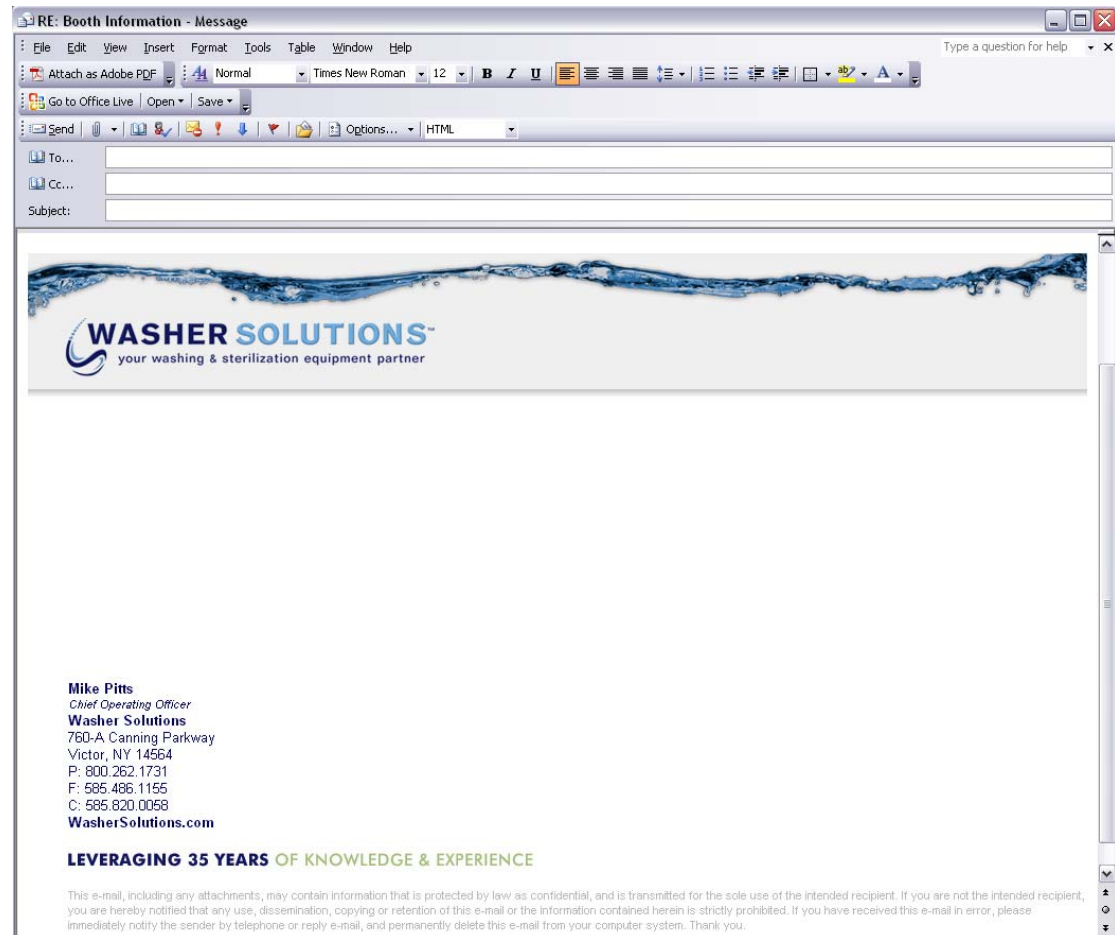 RE: Booth Information - Message
File Edit View Insert Format Tools Table Window Help Type a question for help
Attach as Adobe PDF Normal Times New Roman 12 B I U
Go to Office Live Open Save
Send Options... HTML
To...
Cc...
Subject:
WASHER SOLUTIONS™
your washing & sterilization equipment partner
Mike Pitts
Chief Operating Officer
Washer Solutions
760-A Canning Parkway
Victor, NY 14564
P: 800.262.1731
F: 585.486.1155
C: 585.820.0058
WasherSolutions.com
LEVERAGING 35 YEARS OF KNOWLEDGE & EXPERIENCE
This e-mail, including any attachments, may contain information that is protected by law as confidential, and is transmitted for the sole use of the intended recipient. If you are not the intended recipient,
you are hereby notified that any use, dissemination, copying or retention of this e-mail or the information contained herein is strictly prohibited. If you have received this e-mail in error, please
immediately notify the sender by telephone or reply e-mail, and permanently delete this e-mail from your computer system. Thank you.